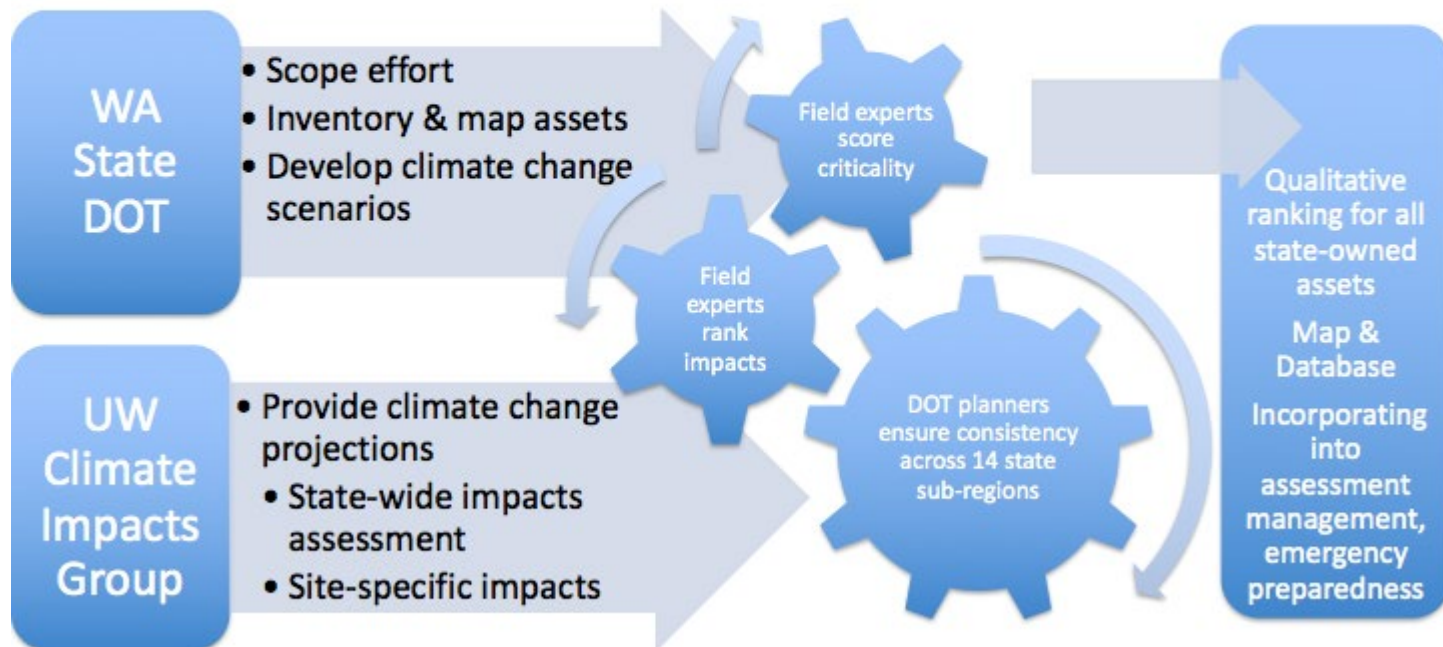 WA
State
DOT
• Scope effort
• Inventory & map assets
• Develop climate change
scenarios
UW
Climate
Impacts
Group
• Provide climate change
projections
• State-wide impacts
assessment
• Site-specific impacts
Field experts
score
criticality
Field
experts
rank
impacts
DOT planners
ensure consistency
across 14 state
sub-regions
Qualitative
ranking for all
state-owned
assets
Map &
Database
Incorporating
into
assessment
management,
emergency
preparedness